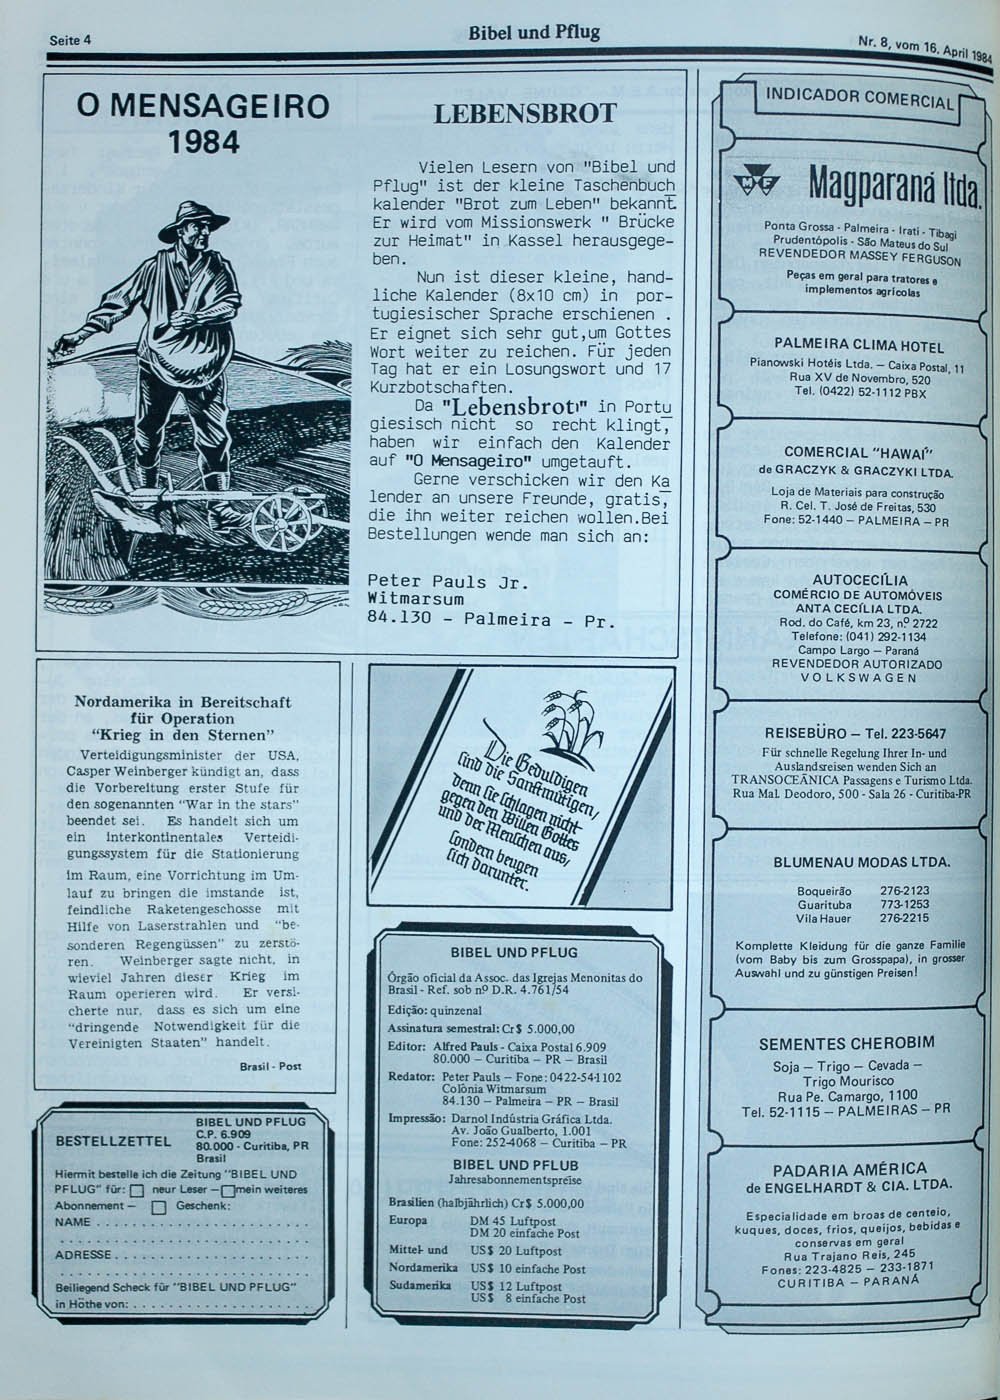 Seite 4
Bibel und Pflug
Nr. 8, vom 16. April 1984
O MENSAGEIRO
1984
LEBENSBROT
Vielen Lesern von "Bibel und
Pflug" ist der kleine Taschenbuch
kalender "Brot zum Leben" bekannt.
Er wird vom Missionswerk " Brücke
zur Heimat" in Kassel herausgege-
ben.
Nun ist dieser kleine, hand-
liche Kalender (8x10 cm) in por-
tugiesischer Sprache erschienen .
Er eignet sich sehr gut,um Gottes
Wort weiter zu reichen. Für jeden
Tag hat er ein Losungswort und 17
Kurzbotschaften.
Da "Lebensbrot" in Portu
giesisch nicht so recht klingt,
haben wir einfach den Kalender
auf "O Mensageiro" umgetauft.
Gerne verschicken wir den Ka
lender an unsere Freunde, gratis,
die ihn weiter reichen wollen.Bei
Bestellungen wende man sich an:
Peter Pauls Jr.
Witmarsum
84.130 - Palmeira - Pr.
Nordamerika in Bereitschaft
für Operation
"Krieg in den Sternen"
Verteidigungsminister der USA,
Casper Weinberger kündigt an, dass
die Vorbereitung erster Stufe für
den sogenannten "War in the stars"
beendet sei. Es handelt sich um
ein interkontinentales Verteidi-
gungssystem für die Stationierung
im Raum, eine Vorrichtung im Um-
lauf zu bringen die imstande ist,
feindliche Raketengeschosse mit
Hilfe von Laserstrahlen und "be-
sonderen Regengüssen" zu zerstö-
ren. Weinberger sagte nicht, in
wieviel Jahren dieser Krieg im
Raum operieren wird. Er versi-
cherte nur, dass es sich um eine
"dringende Notwendigkeit für die
Vereinigten Staaten" handelt.
Brasil - Post
BESTELLZETTEL
BIBEL UND PFLUG
C.P. 6.909
80.000 - Curitiba, PR
Brasil
Hiermit bestelle ich die Zeitung "BIBEL UND
PFLUG" für: neur Leser – mein weiteres
Abonnement – Geschenk:
NAME
ADRESSE
Beiliegend Scheck für "BIBEL UND PFLUG"
in Höthe von:
Die Geduldigen
sind die Sanftmütigen,
denn sie schlagen nicht
gegen den Willen Gottes
und der Menschen aus,
sondern beugen
sich darunter.
BIBEL UND PFLUG
Órgão oficial da Assoc. das Igrejas Menonitas do
Brasil - Ref. sob nº D.R. 4.761/54
Edição: quinzenal
Assinatura semestral: Cr$ 5.000,00
Editor: Alfred Pauls - Caixa Postal 6.909
80.000 – Curitiba – PR – Brasil
Redator: Peter Pauls – Fone: 0422-54-1102
Colônia Witmarsum
84.130 – Palmeira – PR – Brasil
Impressão: Darnol Indústria Gráfica Ltda.
Av. João Gualberto, 1.001
Fone: 252-4068 – Curitiba – PR
BIBEL UND PFLUB
Jahresabonnementspreise
Brasilien (halbjährlich) Cr$ 5.000,00
Europa DM 45 Luftpost
DM 20 einfache Post
Mittel- und US$ 20 Luftpost
Nordamerika US$ 10 einfache Post
Sudamerika US$ 12 Luftpost
US$ 8 einfache Post
INDICADOR COMERCIAL
MF
Magparaná ltda.
Ponta Grossa - Palmeira - Irati - Tibagi
Prudentópolis - São Mateus do Sul
REVENDEDOR MASSEY FERGUSON
Peças em geral para tratores e
implementos agrícolas
PALMEIRA CLIMA HOTEL
Pianowski Hotéis Ltda. – Caixa Postal, 11
Rua XV de Novembro, 520
Tel. (0422) 52-1112 PBX
COMERCIAL "HAWAÍ"
de GRACZYK & GRACZYKI LTDA.
Loja de Materiais para construção
R. Cel. T. José de Freitas, 530
Fone: 52-1440 – PALMEIRA – PR
AUTOCECÍLIA
COMÉRCIO DE AUTOMÓVEIS
ANTA CECÍLIA LTDA.
Rod. do Café, km 23, nº 2722
Telefone: (041) 292-1134
Campo Largo – Paraná
REVENDEDOR AUTORIZADO
VOLKSWAGEN
REISEBÜRO – Tel. 223-5647
Für schnelle Regelung Ihrer In- und
Auslandsreisen wenden Sich an
TRANSOCEÂNICA Passagens e Turismo Ltda.
Rua Mal. Deodoro, 500 - Sala 26 - Curitiba-PR
BLUMENAU MODAS LTDA.
Boqueirão 276-2123
Guarituba 773-1253
Vila Hauer 276-2215
Komplette Kleidung für die ganze Familie
(vom Baby bis zum Grosspapa), in grosser
Auswahl und zu günstigen Preisen!
SEMENTES CHEROBIM
Soja – Trigo – Cevada –
Trigo Mourisco
Rua Pe. Camargo, 1100
Tel. 52-1115 – PALMEIRAS – PR
PADARIA AMÉRICA
de ENGELHARDT & CIA. LTDA.
Especialidade em broas de centeio,
kuques, doces, frios, queijos, bebidas e
conservas em geral
Rua Trajano Reis, 245
Fones: 223-4825 – 233-1871
CURITIBA – PARANÁ